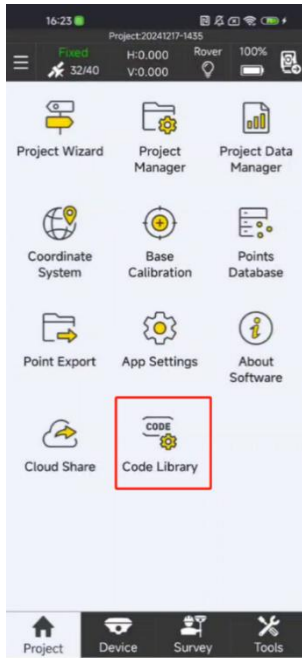 16:23
Project:20241217-1435
Fixed H:0.000 Rover 100%
32/40 V:0.000
Project Wizard Project Manager Project Data Manager
Coordinate System Base Calibration Points Database
Point Export App Settings About Software
CODE
Cloud Share Code Library
Project Device Survey Tools